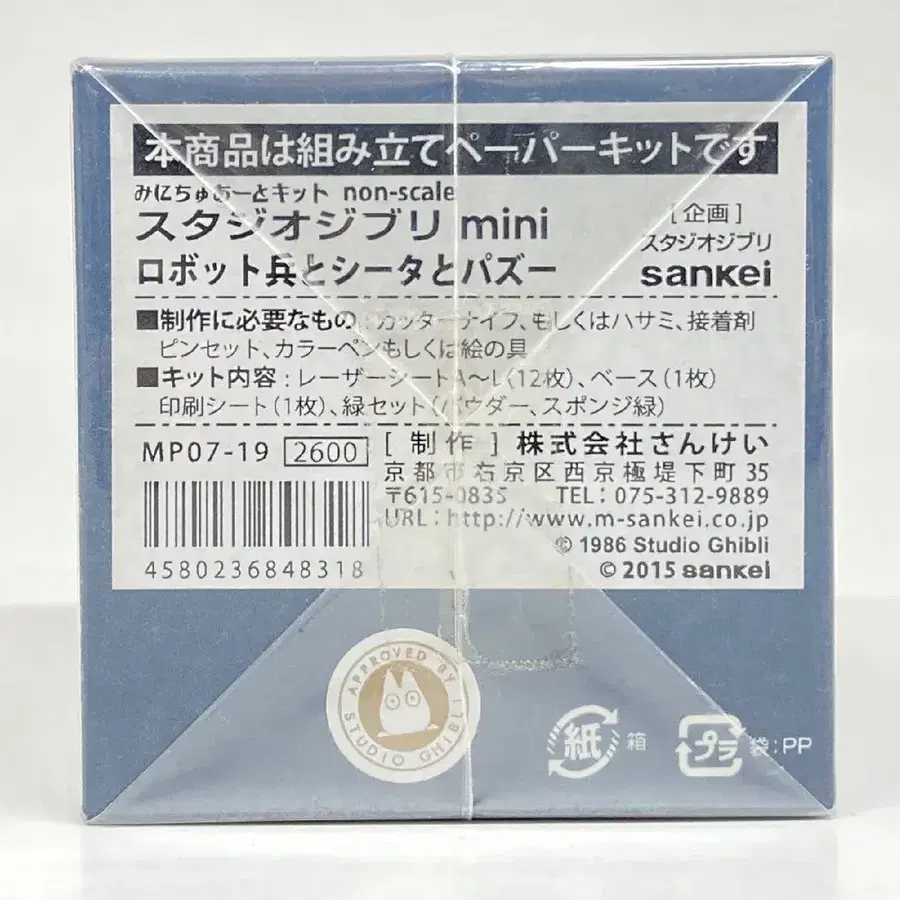 本商品は組み立てペーパーキットです
みにちゅあーとキット non-scale
スタジオジブリ mini
ロボット兵とシータとパズー
[企画]
スタジオジブリ
sankei
■制作に必要なもの：カッターナイフ、もしくはハサミ、接着剤
ピンセット、カラーペンもしくは絵の具
■キット内容：レーザーシートA〜L(12枚)、ベース(1枚)
印刷シート(1枚)、緑セット(パウダー、スポンジ緑)
MP07-19 2600
[制作] 株式会社さんけい
京都市右京区西京極堤下町35
〒615-0835 TEL：075-312-9889
URL：http://www.m-sankei.co.jp
© 1986 Studio Ghibli
© 2015 sankei
4580236848318
APPROVED BY STUDIO GHIBLI
紙 箱
プラ 袋：PP